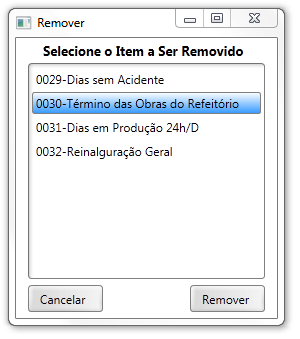 Remover
Selecione o Item a Ser Removido
0029-Dias sem Acidente
0030-Término das Obras do Refeitório
0031-Dias em Produção 24h/D
0032-Reinalguração Geral
Cancelar
Remover